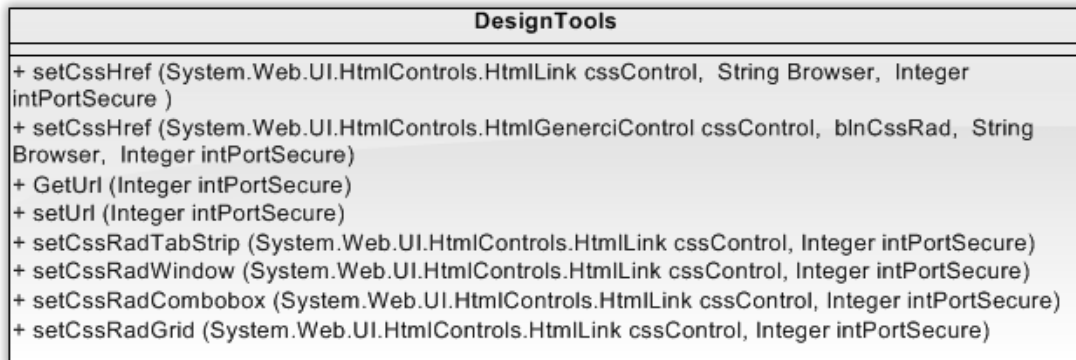 DesignTools
+ setCssHref (System.Web.UI.HtmlControls.HtmlLink cssControl, String Browser, Integer
intPortSecure )
+ setCssHref (System.Web.UI.HtmlControls.HtmlGenerciControl cssControl, blnCssRad, String
Browser, Integer intPortSecure)
+ GetUrl (Integer intPortSecure)
+ setUrl (Integer intPortSecure)
+ setCssRadTabStrip (System.Web.UI.HtmlControls.HtmlLink cssControl, Integer intPortSecure)
+ setCssRadWindow (System.Web.UI.HtmlControls.HtmlLink cssControl, Integer intPortSecure)
+ setCssRadCombobox (System.Web.UI.HtmlControls.HtmlLink cssControl, Integer intPortSecure)
+ setCssRadGrid (System.Web.UI.HtmlControls.HtmlLink cssControl, Integer intPortSecure)